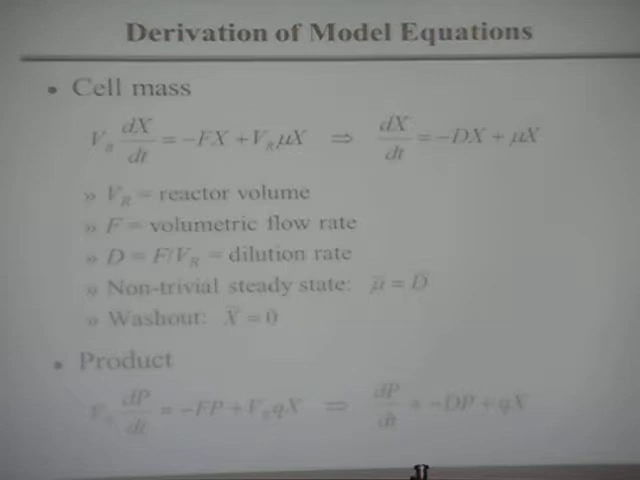 Derivation of Model Equations
• Cell mass
V_R dX/dt = −FX + V_R μX ⇒ dX/dt = −DX + μX
» V_R = reactor volume
» F = volumetric flow rate
» D = F/V_R = dilution rate
» Non-trivial steady state: μ̄ = D̄
» Washout: X̄ = 0
• Product
V_R dP/dt = −FP + V_R qX ⇒ dP/dt = −DP + qX